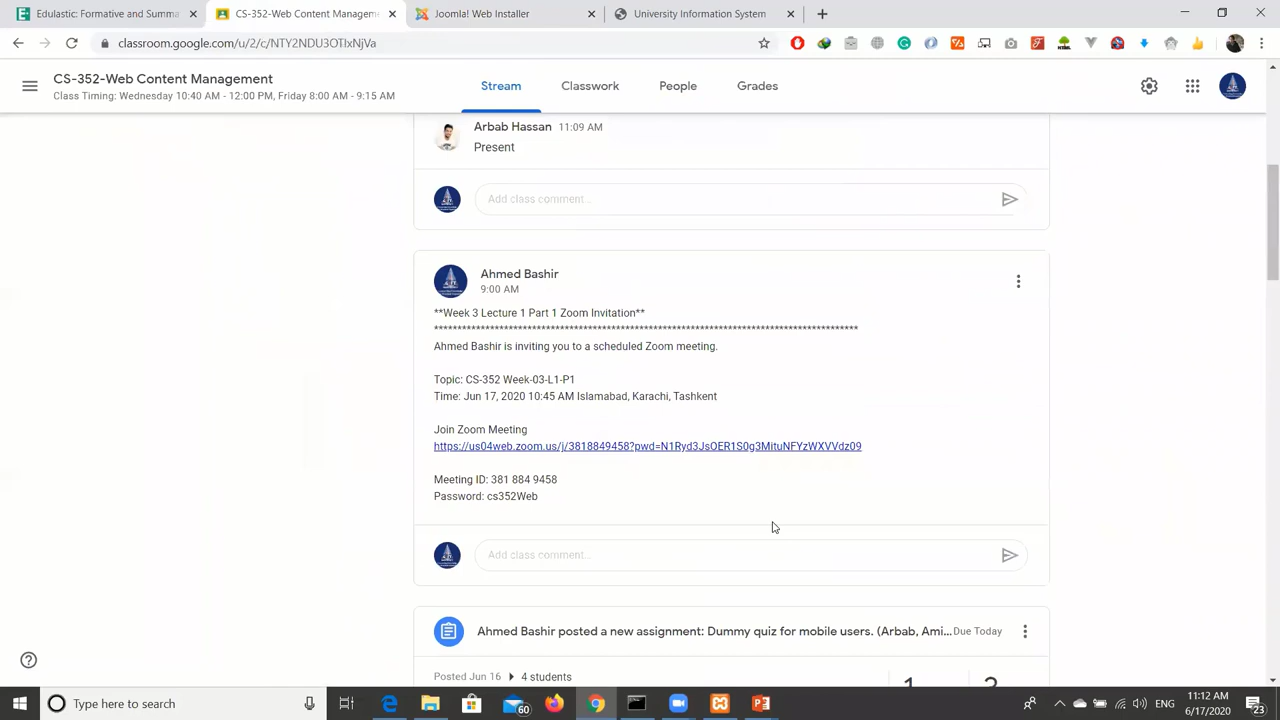 Edulastic: Formative and Summa
CS-352-Web Content Managem
Joomla! Web Installer
University Information System
classroom.google.com/u/2/c/NTY2NDU3OTIxNjVa
CS-352-Web Content Management
Class Timing: Wednesday 10:40 AM - 12:00 PM, Friday 8:00 AM - 9:15 AM
Stream
Classwork
People
Grades
Arbab Hassan 11:09 AM
Present
Add class comment...
Ahmed Bashir
9:00 AM
**Week 3 Lecture 1 Part 1 Zoom Invitation**
Ahmed Bashir is inviting you to a scheduled Zoom meeting.
Topic: CS-352 Week-03-L1-P1
Time: Jun 17, 2020 10:45 AM Islamabad, Karachi, Tashkent
Join Zoom Meeting
https://us04web.zoom.us/j/3818849458?pwd=N1Ryd3JsOER1S0g3MituNFYzWXVVdz09
Meeting ID: 381 884 9458
Password: cs352Web
Add class comment...
Ahmed Bashir posted a new assignment: Dummy quiz for mobile users. (Arbab, Ami... Due Today
Posted Jun 16 4 students
Type here to search
60
ENG
11:12 AM
6/17/2020
23